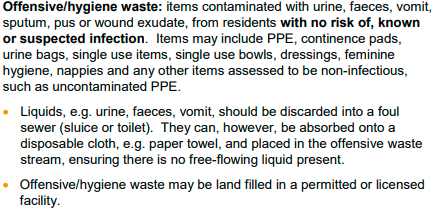 Offensive/hygiene waste: items contaminated with urine, faeces, vomit,
sputum, pus or wound exudate, from residents with no risk of, known
or suspected infection.  Items may include PPE, continence pads,
urine bags, single use items, single use bowls, dressings, feminine
hygiene, nappies and any other items assessed to be non-infectious,
such as uncontaminated PPE.
• Liquids, e.g. urine, faeces, vomit, should be discarded into a foul
sewer (sluice or toilet).  They can, however, be absorbed onto a
disposable cloth, e.g. paper towel, and placed in the offensive waste
stream, ensuring there is no free-flowing liquid present.
• Offensive/hygiene waste may be land filled in a permitted or licensed
facility.